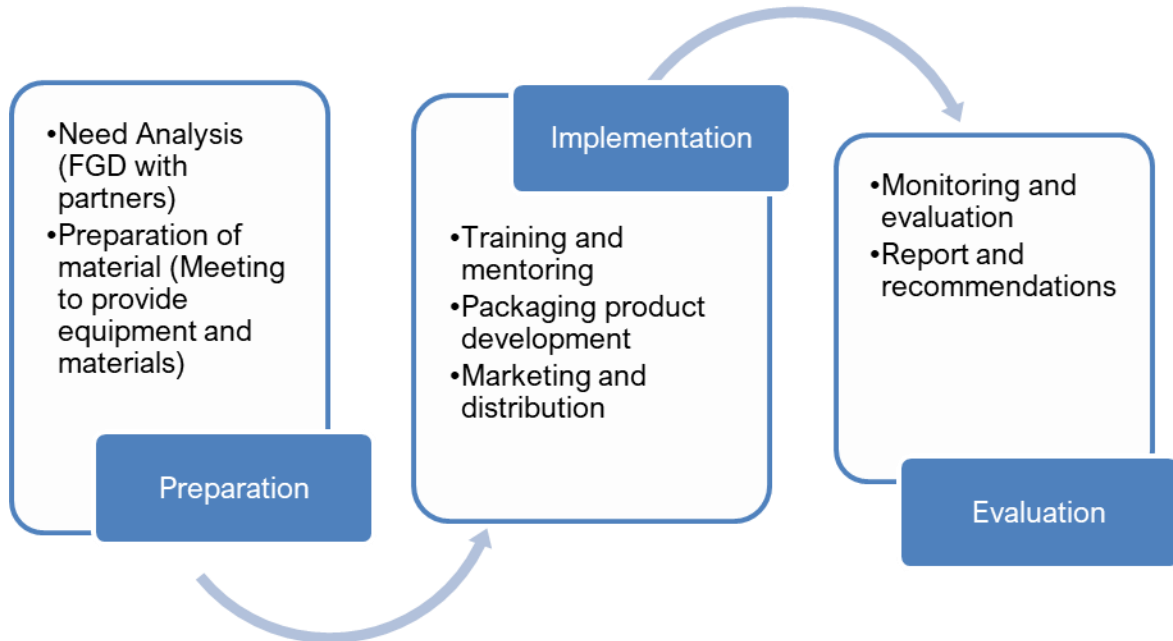 •Need Analysis
(FGD with
partners)
•Preparation of
material (Meeting
to provide
equipment and
materials)
Preparation
Implementation
•Training and
mentoring
•Packaging product
development
•Marketing and
distribution
•Monitoring and
evaluation
•Report and
recommendations
Evaluation